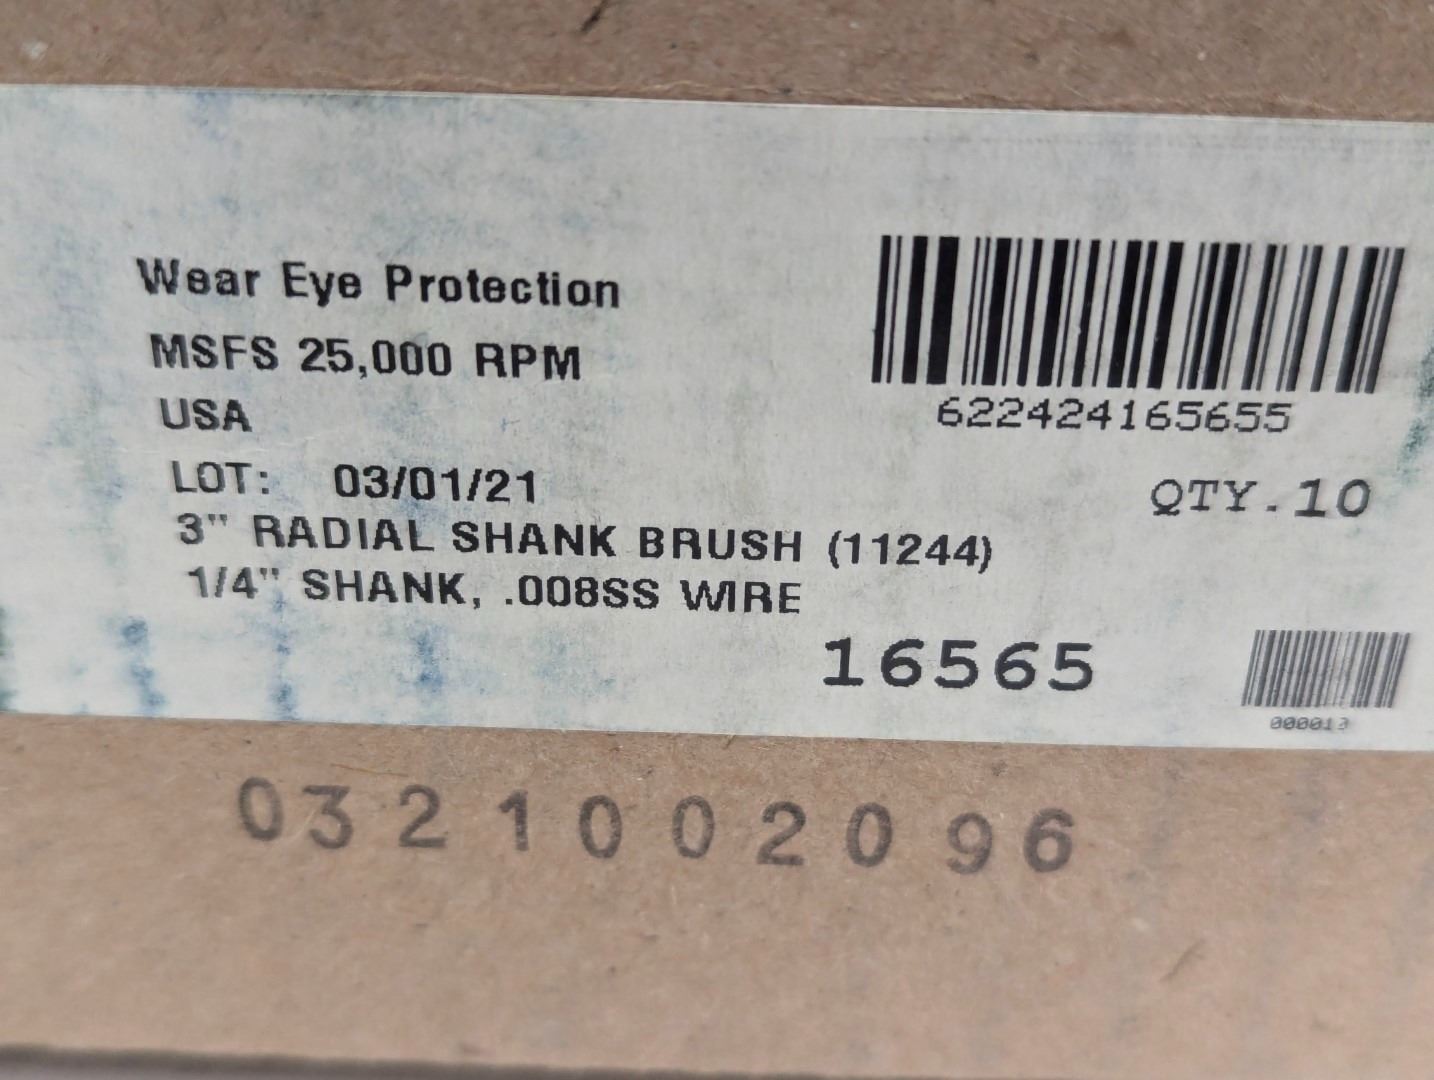 Wear Eye Protection
MSFS 25,000 RPM
USA
622424165655
LOT: 03/01/21
QTY.10
3" RADIAL SHANK BRUSH (11244)
1/4" SHANK, .008SS WIRE
16565
000010
0321002096